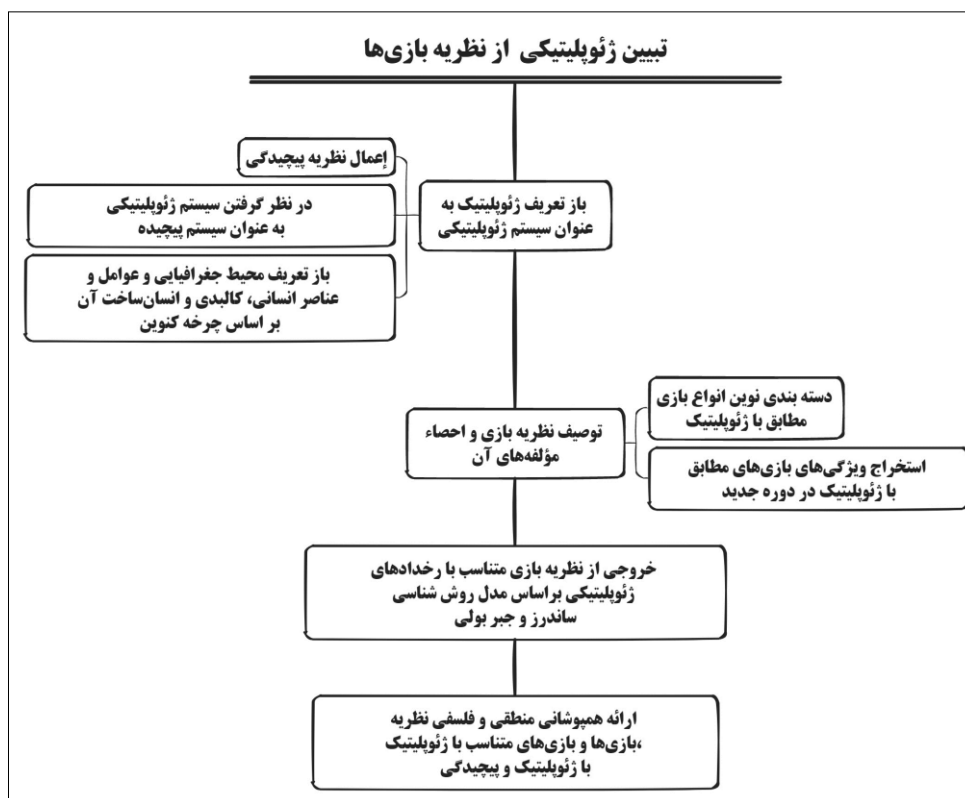 تبیین ژئوپلیتیکی از نظریه بازی‌ها
إعمال نظریه پیچیدگی
باز تعریف ژئوپلیتیک به
عنوان سیستم ژئوپلیتیکی
در نظر گرفتن سیستم ژئوپلیتیکی
به عنوان سیستم پیچیده
باز تعریف محیط جغرافیایی و عوامل و
عناصر انسانی، کالبدی و انسان‌ساخت آن
بر اساس چرخه کنوین
دسته بندی نوین انواع بازی
مطابق با ژئوپلیتیک
توصیف نظریه بازی و احصاء
مؤلفه‌های آن
استخراج ویژگی‌های بازی‌های مطابق
با ژئوپلیتیک در دوره جدید
خروجی از نظریه بازی متناسب با رخدادهای
ژئوپلیتیکی براساس مدل روش شناسی
ساندرز و جبر بولی
ارائه همپوشانی منطقی و فلسفی نظریه
،بازی‌ها و بازی‌های متناسب با ژئوپلیتیک
با ژئوپلیتیک و پیچیدگی